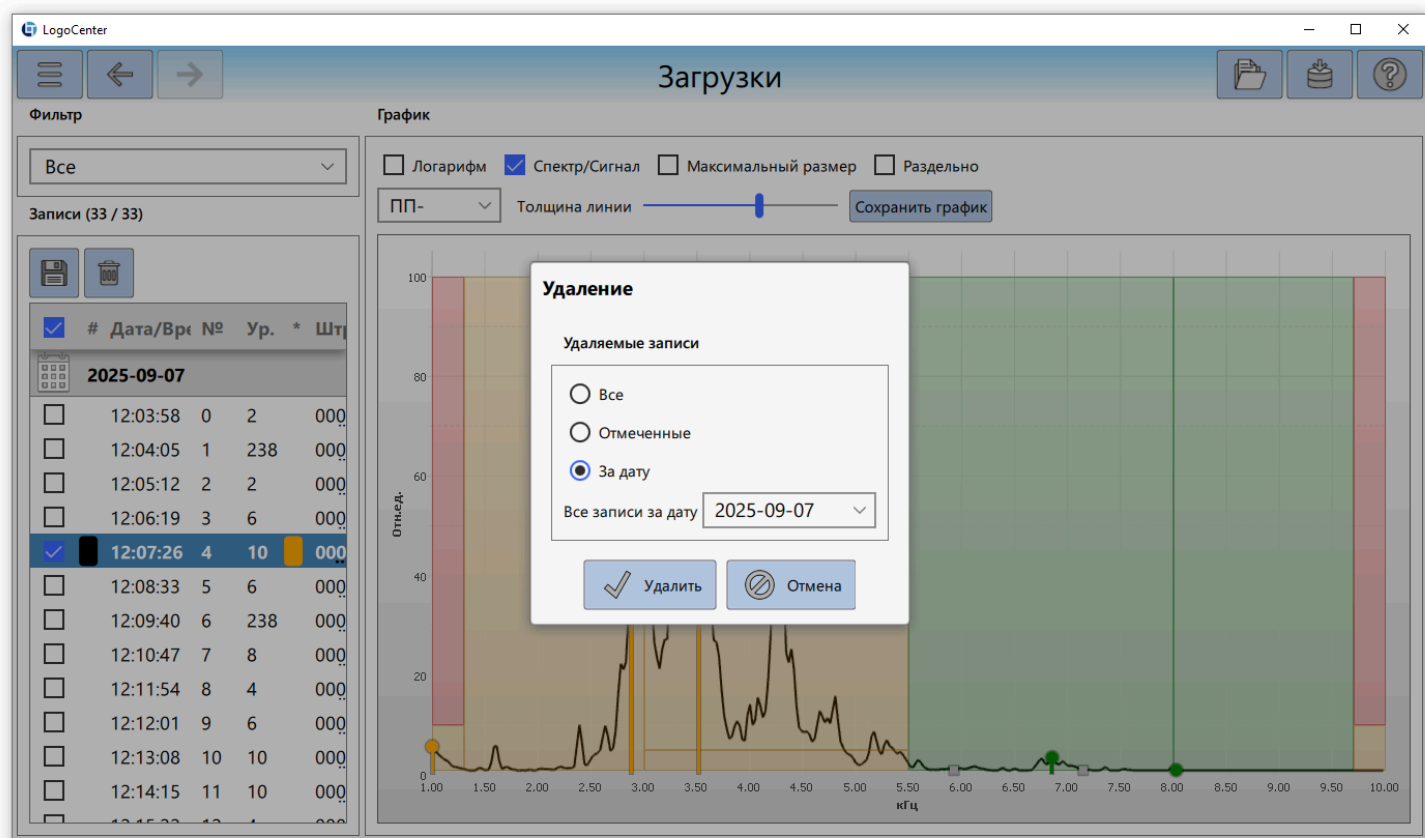 LogoCenter
Загрузки
Фильтр
Все
Записи (33 / 33)
# Дата/Вре № Ур. * Штр
2025-09-07
12:03:58 0 2 000
12:04:05 1 238 000
12:05:12 2 2 000
12:06:19 3 6 000
12:07:26 4 10 000
12:08:33 5 6 000
12:09:40 6 238 000
12:10:47 7 8 000
12:11:54 8 4 000
12:12:01 9 6 000
12:13:08 10 10 000
12:14:15 11 10 000
График
Логарифм Спектр/Сигнал Максимальный размер Раздельно
ПП- Толщина линии Сохранить график
100
80
60
40
20
0
Отн.ед.
1.00 1.50 2.00 2.50 3.00 3.50 4.00 4.50 5.00 5.50 6.00 6.50 7.00 7.50 8.00 8.50 9.00 9.50 10.00
кГц
Удаление
Удаляемые записи
Все
Отмеченные
За дату
Все записи за дату 2025-09-07
Удалить Отмена